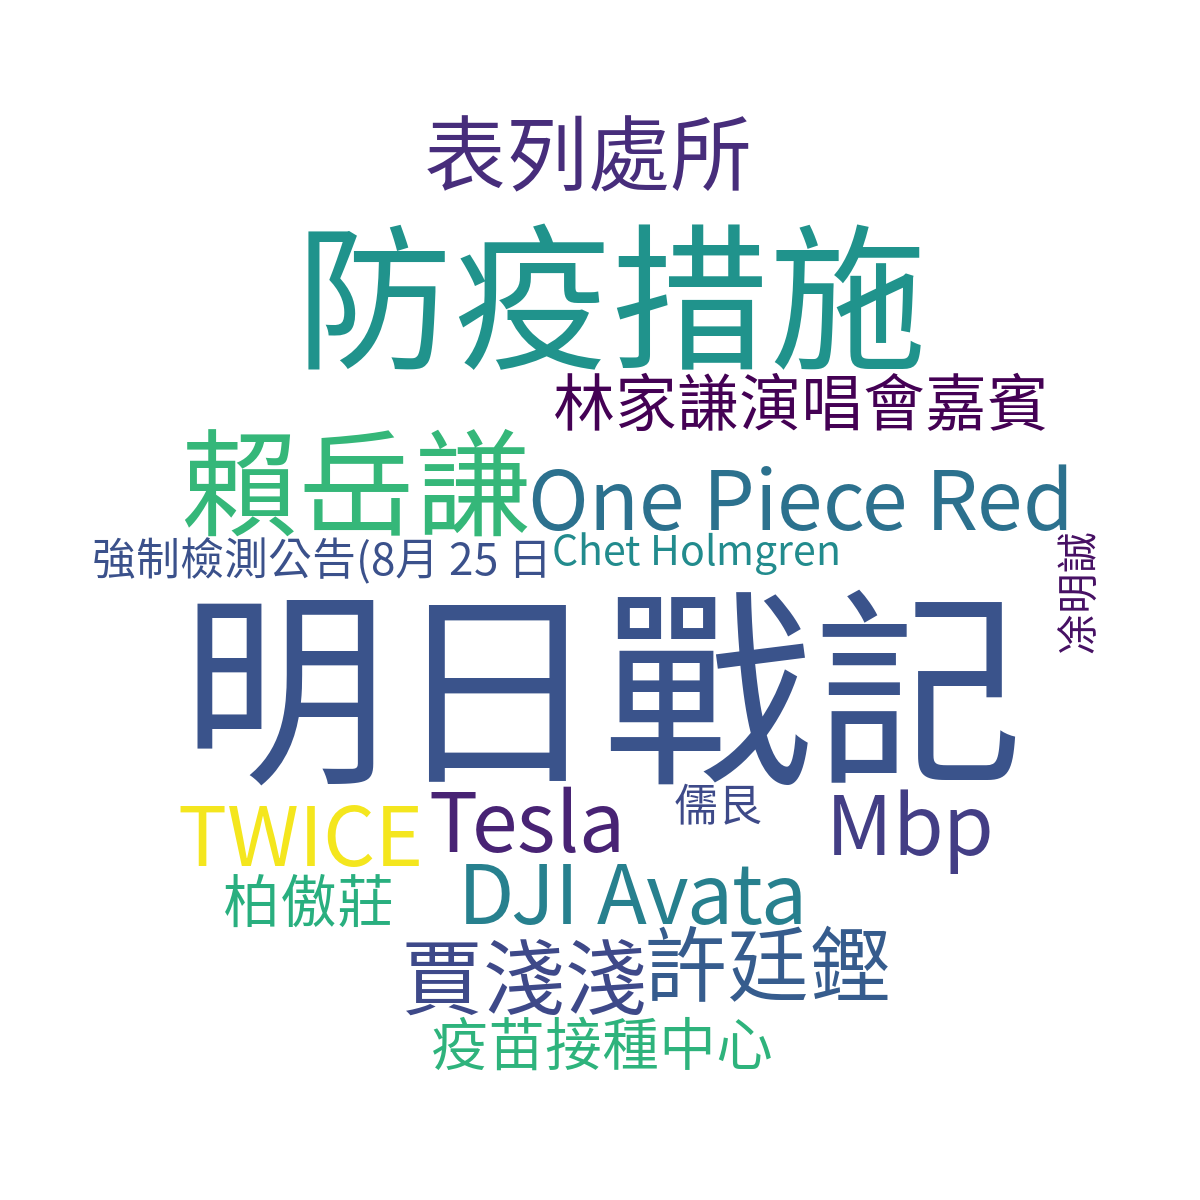 表列處所
防疫措施
林家謙演唱會嘉賓
賴岳謙
One Piece Red
強制檢測公告(8月 25 日
Chet Holmgren
凃明誠
明日戰記
TWICE
Tesla
儒艮
Mbp
柏傲莊
DJI Avata
賈淺淺
許廷鏗
疫苗接種中心